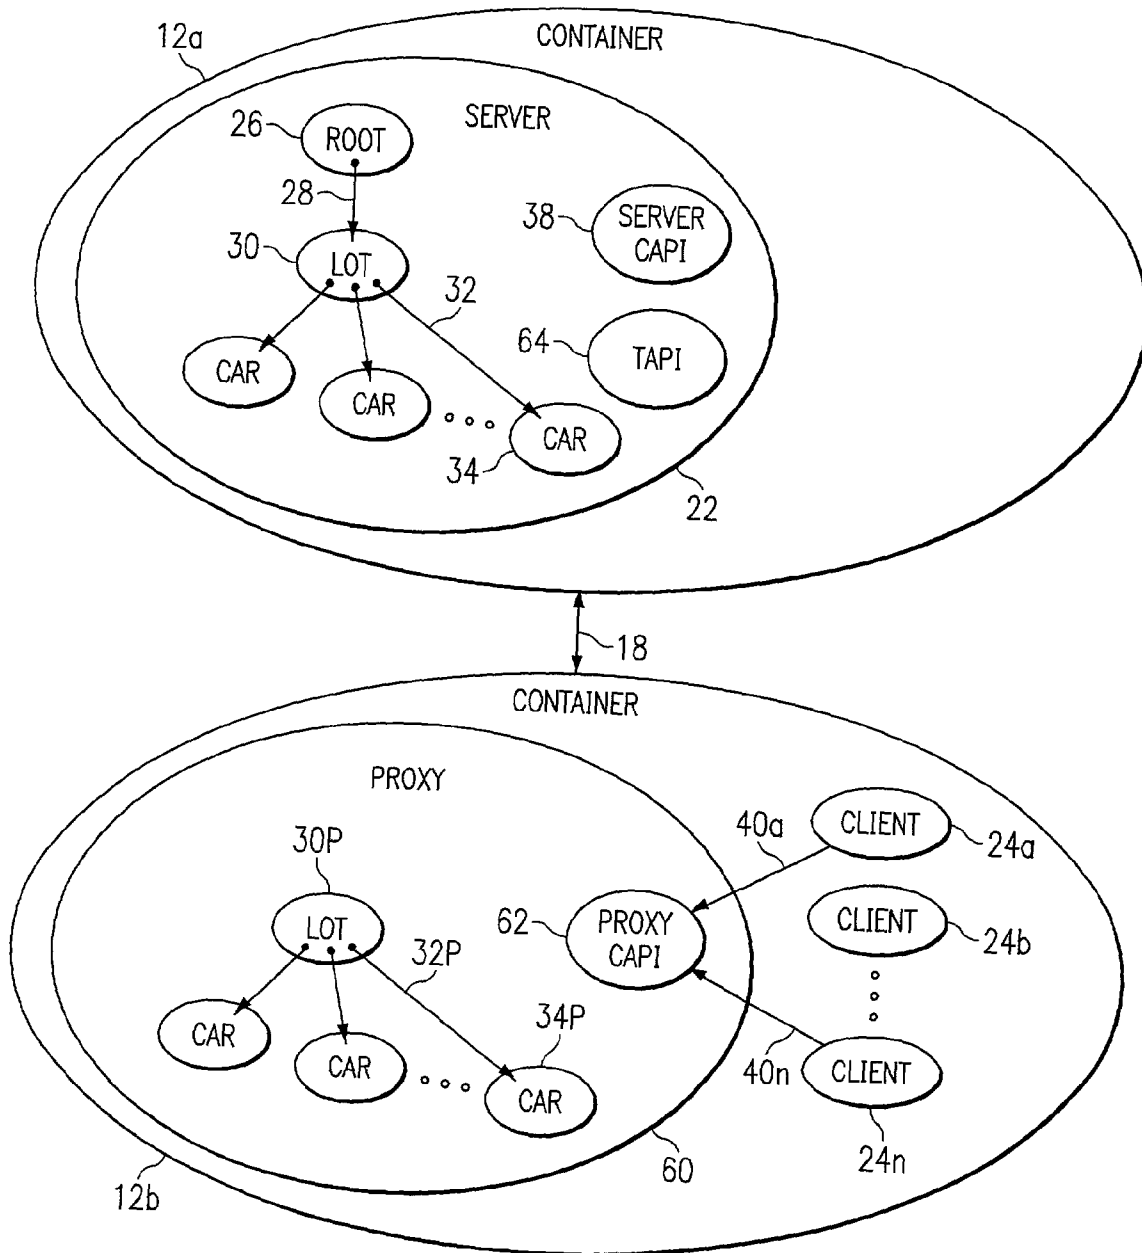 12a
CONTAINER
SERVER
26
ROOT
28
38
SERVER
CAPI
30
LOT
32
64
TAPI
CAR
CAR
CAR
34
22
18
CONTAINER
PROXY
40a
CLIENT
24a
30P
LOT
62
PROXY
CAPI
CLIENT
24b
32P
34P
CAR
CAR
CAR
40n
CLIENT
24n
60
12b